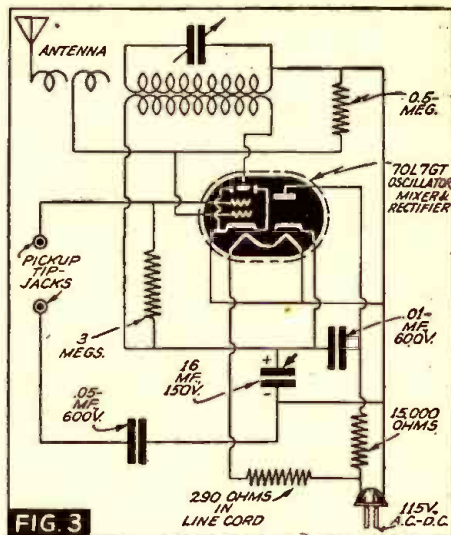 ANTENNA
0.5-
MEG.
70L7GT
OSCILLATOR
MIXER &
RECTIFIER
PICKUP
TIP-
JACKS
3
MEGS.
.01-
MF.
600V.
16
MF.
150V.
+
-
.05-
MF.
600V.
15,000
OHMS
290 OHMS
IN
LINE CORD
115V.
A.C.-D.C.
FIG. 3